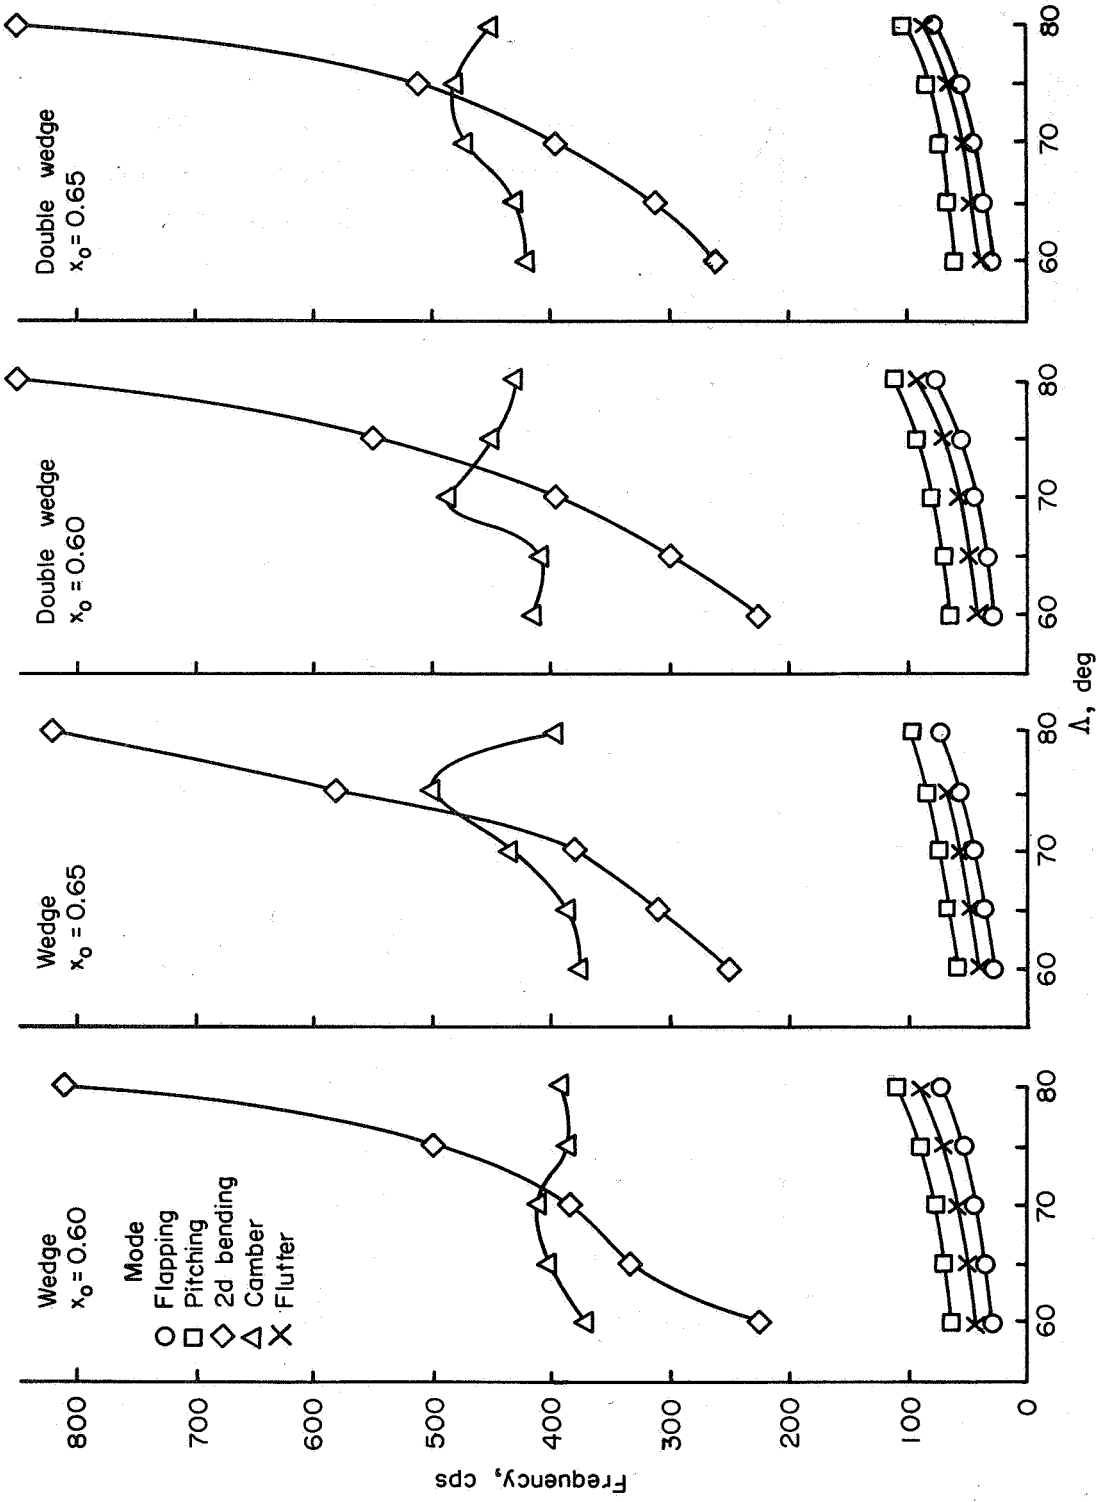 Wedge
x₀ = 0.60
Mode
Flapping
Pitching
2d bending
Camber
Flutter
Wedge
x₀ = 0.65
Double wedge
x₀ = 0.60
Double wedge
x₀ = 0.65
Frequency, cps
800
700
600
500
400
300
200
100
0
60 70 80
60 70 80
60 70 80
60 70 80
Λ, deg